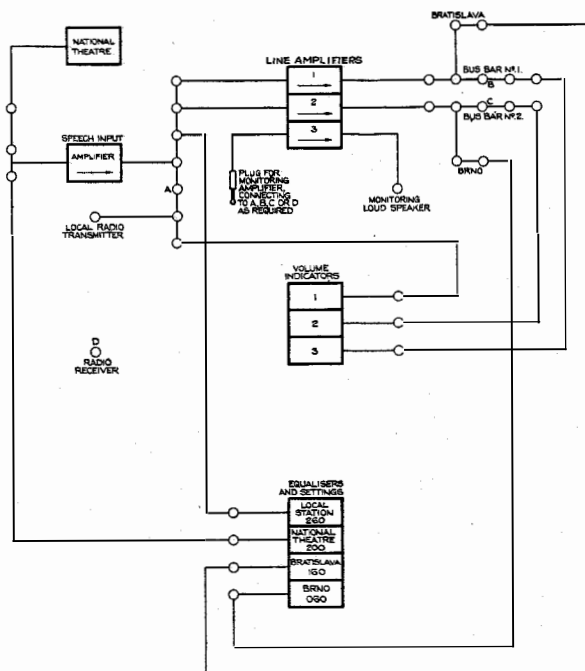 BRATISLAVA
NATIONAL
THEATRE
LINE AMPLIFIERS
1
BUS BAR Nº.1.
B
2
C
BUS BAR Nº.2.
3
SPEECH INPUT
AMPLIFIER
BRNO
PLUG FOR
MONITORING
AMPLIFIER,
CONNECTING
TO A,B,C OR D
AS REQUIRED
A
MONITORING
LOUD SPEAKER
LOCAL RADIO
TRANSMITTER
VOLUME
INDICATORS
1
2
3
D
RADIO
RECEIVER
EQUALISERS
AND SETTINGS
LOCAL
STATION
260
NATIONAL
THEATRE
200
BRATISLAVA
160
BRNO
060